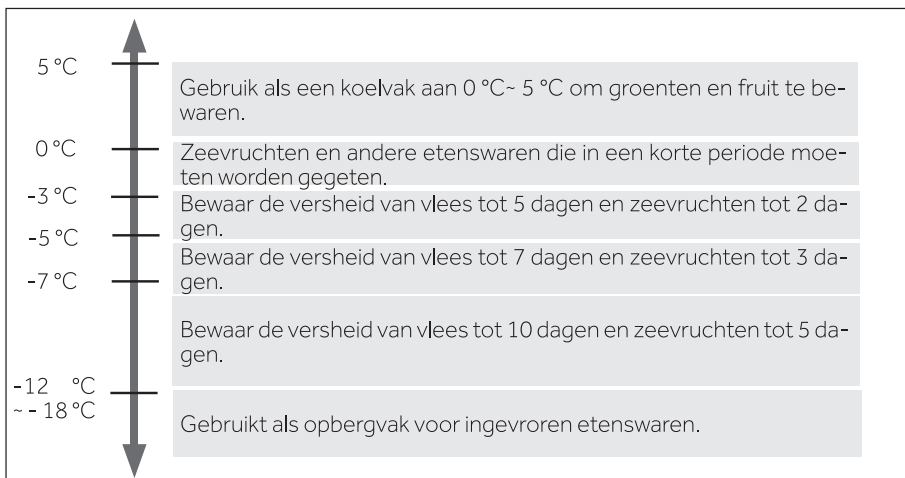 5 °C
Gebruik als een koelvak aan 0 °C~ 5 °C om groenten en fruit te be-
waren.
0 °C
Zeevruchten en andere etenswaren die in een korte periode moe-
ten worden gegeten.
-3 °C
Bewaar de versheid van vlees tot 5 dagen en zeevruchten tot 2 da-
gen.
-5 °C
Bewaar de versheid van vlees tot 7 dagen en zeevruchten tot 3 da-
gen.
-7 °C
Bewaar de versheid van vlees tot 10 dagen en zeevruchten tot 5 da-
gen.
-12 °C
~ - 18 °C
Gebruikt als opbergvak voor ingevroren etenswaren.